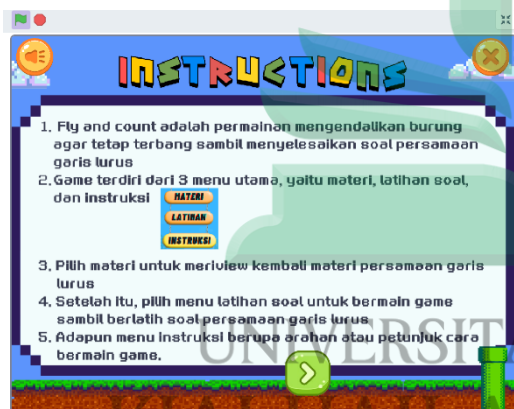 INSTRUCTIONS
1. Fly and count adalah permainan mengendalikan burung
agar tetap terbang sambil menyelesaikan soal persamaan
garis lurus
2. Game terdiri dari 3 menu utama, yaitu materi, latihan soal,
dan instruksi
MATERI
LATIHAN
INSTRUKSI
3. Pilih materi untuk meriview kembali materi persamaan garis
lurus
4. Setelah itu, pilih menu latihan soal untuk bermain game
sambil berlatih soal persamaan garis lurus
5. Adapun menu instruksi berupa arahan atau petunjuk cara
bermain game.
UNIVERSITA